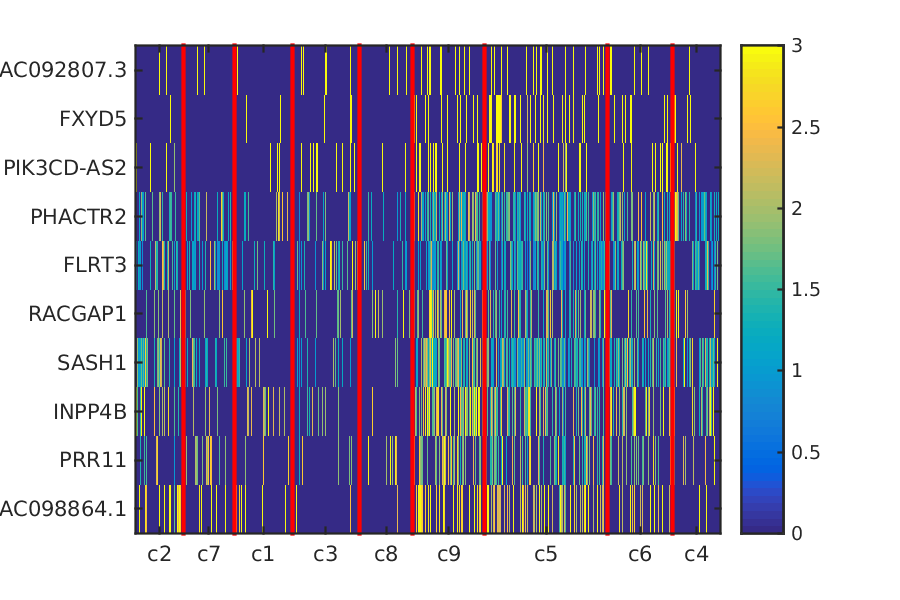 AC092807.3
FXYD5
PIK3CD-AS2
PHACTR2
FLRT3
RACGAP1
SASH1
INPP4B
PRR11
AC098864.1
c2 c7 c1 c3 c8 c9 c5 c6 c4
3
2.5
2
1.5
1
0.5
0